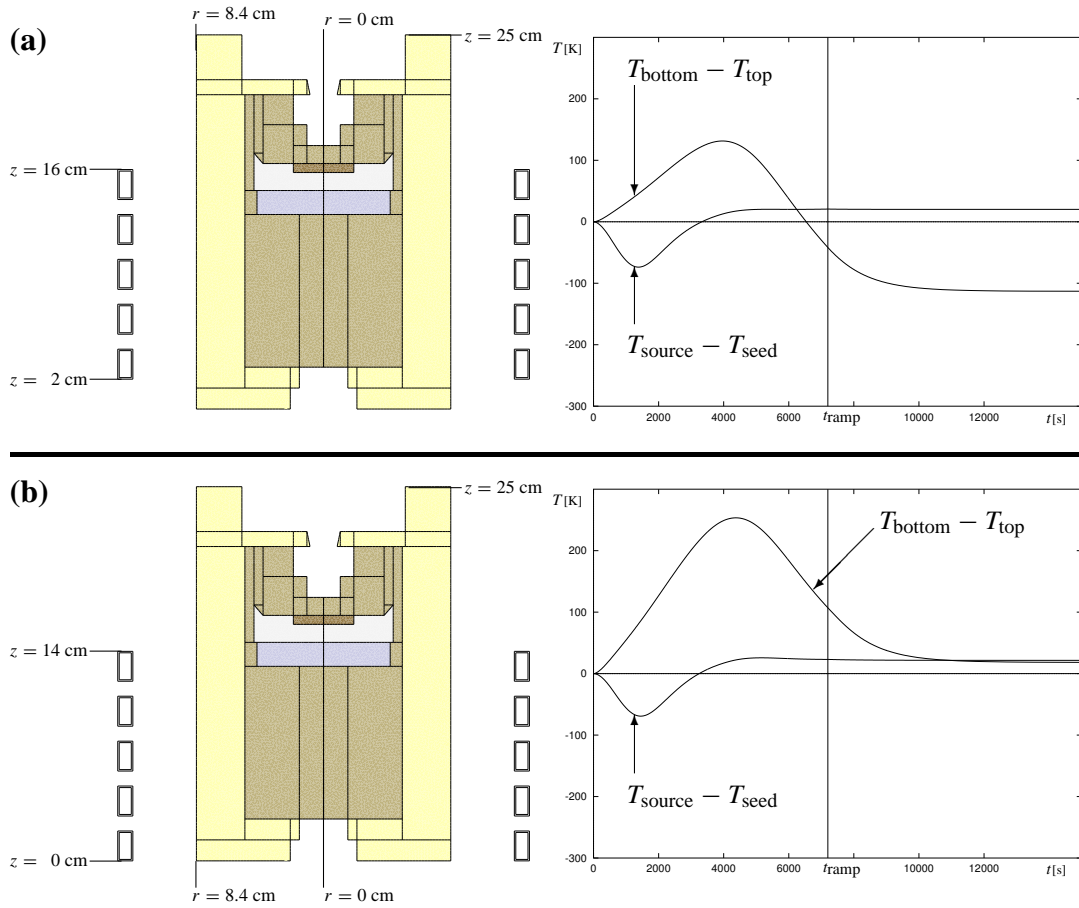 (a)
r = 8.4 cm
r = 0 cm
z = 25 cm
z = 16 cm
z = 2 cm
T[K]
200
100
0
-100
-200
-300
T_bottom − T_top
T_source − T_seed
0 2000 4000 6000 t_ramp 10000 12000 t[s]
(b)
z = 25 cm
z = 14 cm
z = 0 cm
r = 8.4 cm
r = 0 cm
T[K]
200
100
0
-100
-200
-300
T_bottom − T_top
T_source − T_seed
0 2000 4000 6000 t_ramp 10000 12000 t[s]